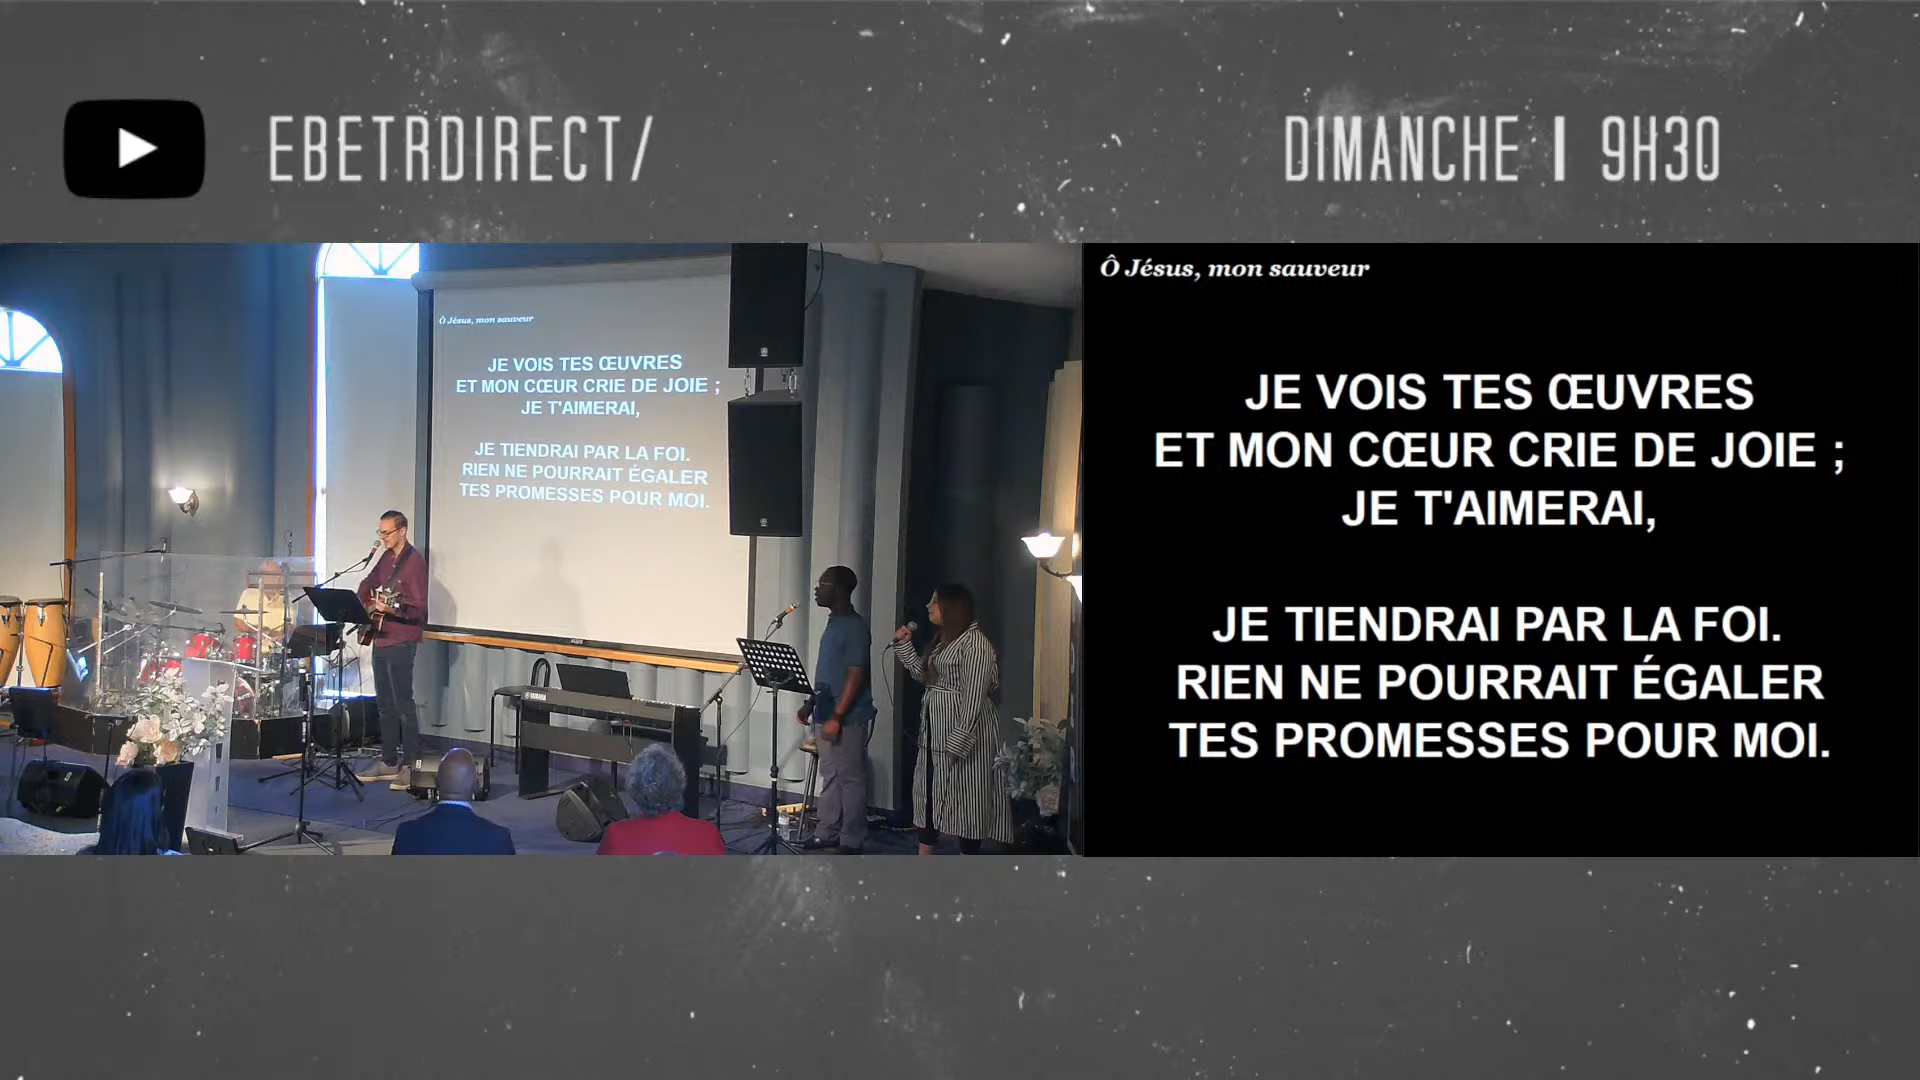 EBETRDIRECT/
DIMANCHE | 9H30
Ô Jésus, mon sauveur
JE VOIS TES ŒUVRES
ET MON CŒUR CRIE DE JOIE ;
JE T'AIMERAI,
JE TIENDRAI PAR LA FOI.
RIEN NE POURRAIT ÉGALER
TES PROMESSES POUR MOI.
YAMAHA
Ô Jésus, mon sauveur
JE VOIS TES ŒUVRES
ET MON CŒUR CRIE DE JOIE ;
JE T'AIMERAI,
JE TIENDRAI PAR LA FOI.
RIEN NE POURRAIT ÉGALER
TES PROMESSES POUR MOI.